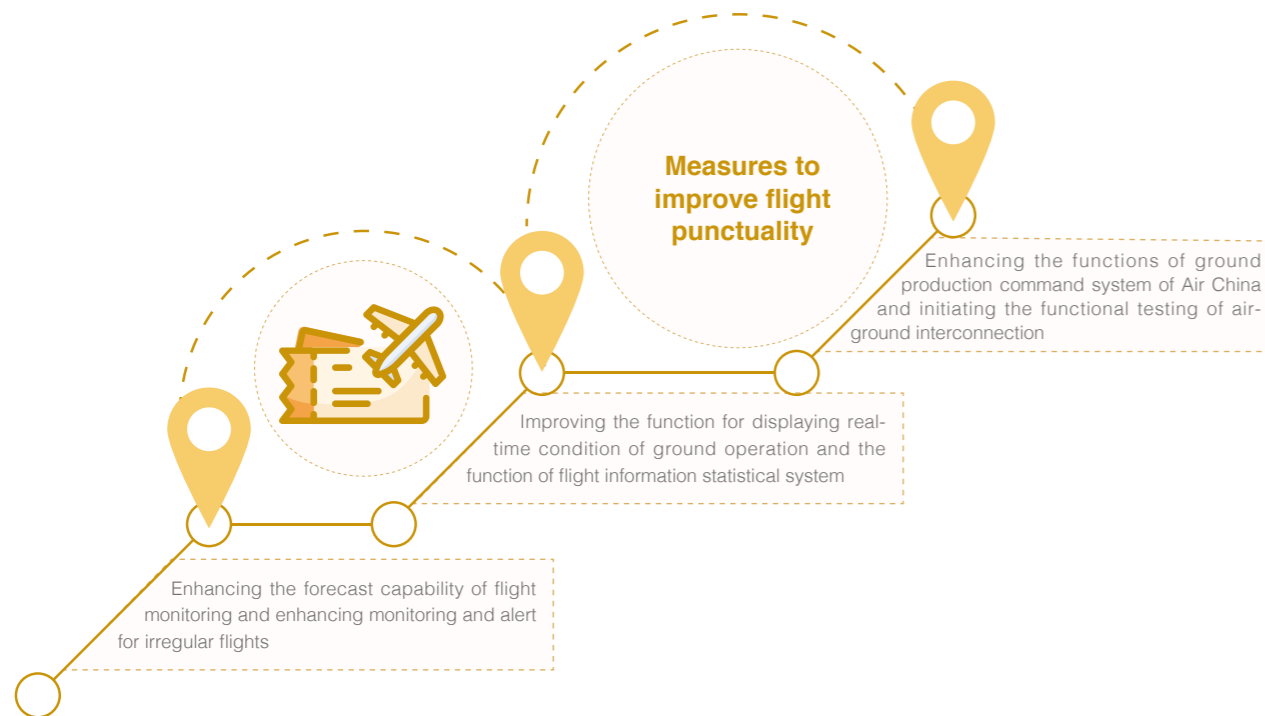 Measures to
improve flight
punctuality
Enhancing the functions of ground
production command system of Air China
and initiating the functional testing of air-
ground interconnection
Improving the function for displaying real-
time condition of ground operation and the
function of flight information statistical system
Enhancing the forecast capability of flight
monitoring and enhancing monitoring and alert
for irregular flights